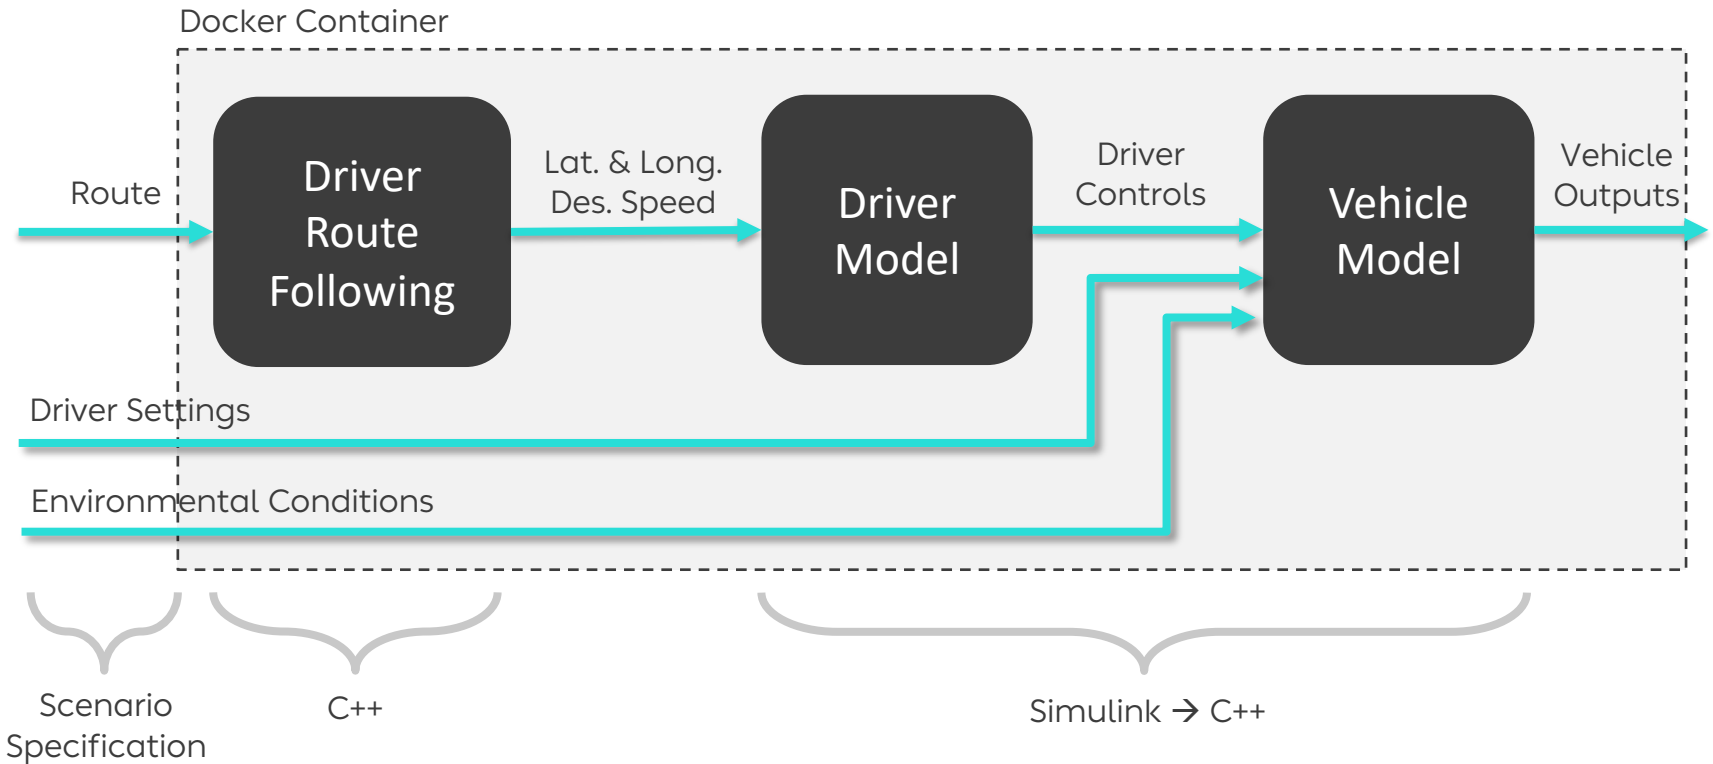 Docker Container
Route
Driver
Route
Following
Lat. & Long.
Des. Speed
Driver
Model
Driver
Controls
Vehicle
Model
Vehicle
Outputs
Driver Settings
Environmental Conditions
Scenario
Specification
C++
Simulink → C++